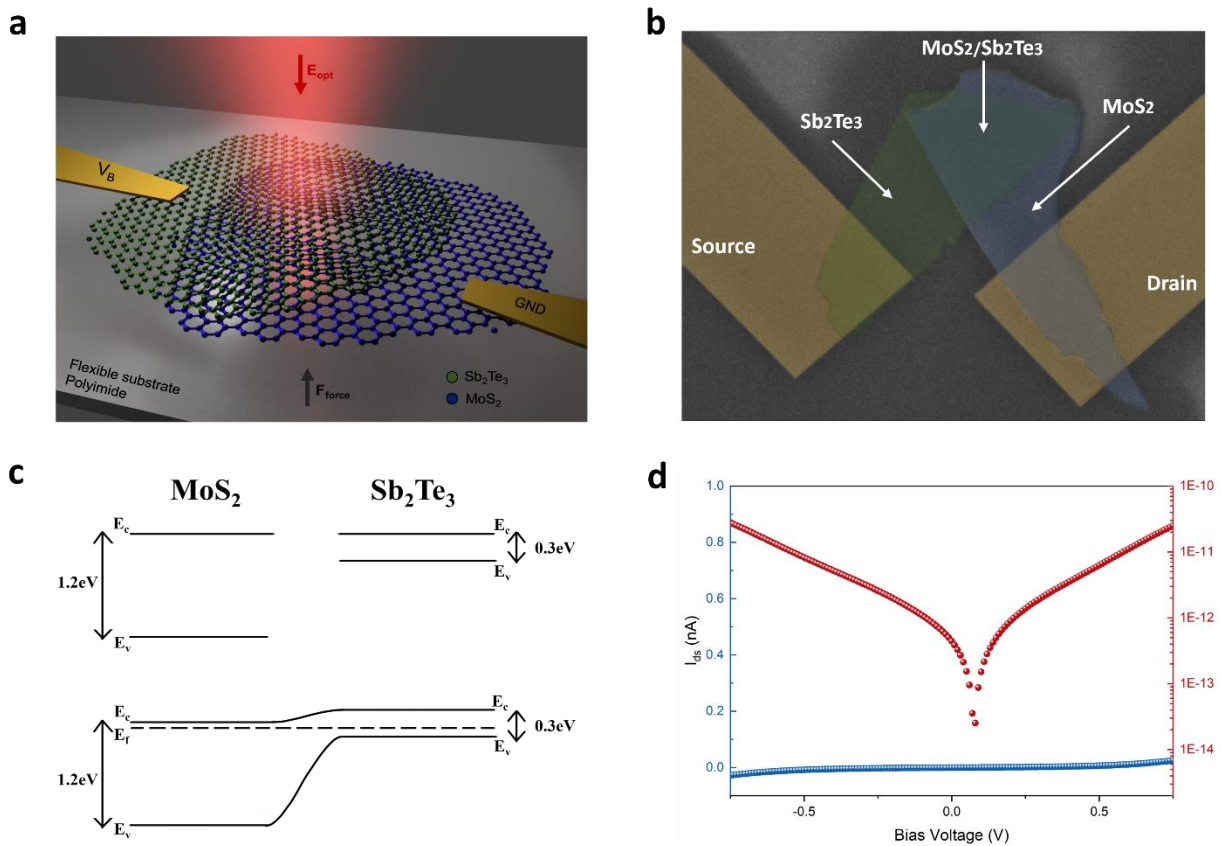 a
E_opt
V_B
GND
Flexible substrate
Polyimide
F_force
Sb₂Te₃
MoS₂
b
MoS₂/Sb₂Te₃
Sb₂Te₃
MoS₂
Source
Drain
c
MoS₂
Sb₂Te₃
E_c
E_c
0.3eV
E_v
1.2eV
E_v
E_c
E_c
E_f
0.3eV
E_v
1.2eV
E_v
d
1.0
0.8
0.6
0.4
0.2
0.0
I_ds (nA)
1E-10
1E-11
1E-12
1E-13
1E-14
-0.5
0.0
0.5
Bias Voltage (V)